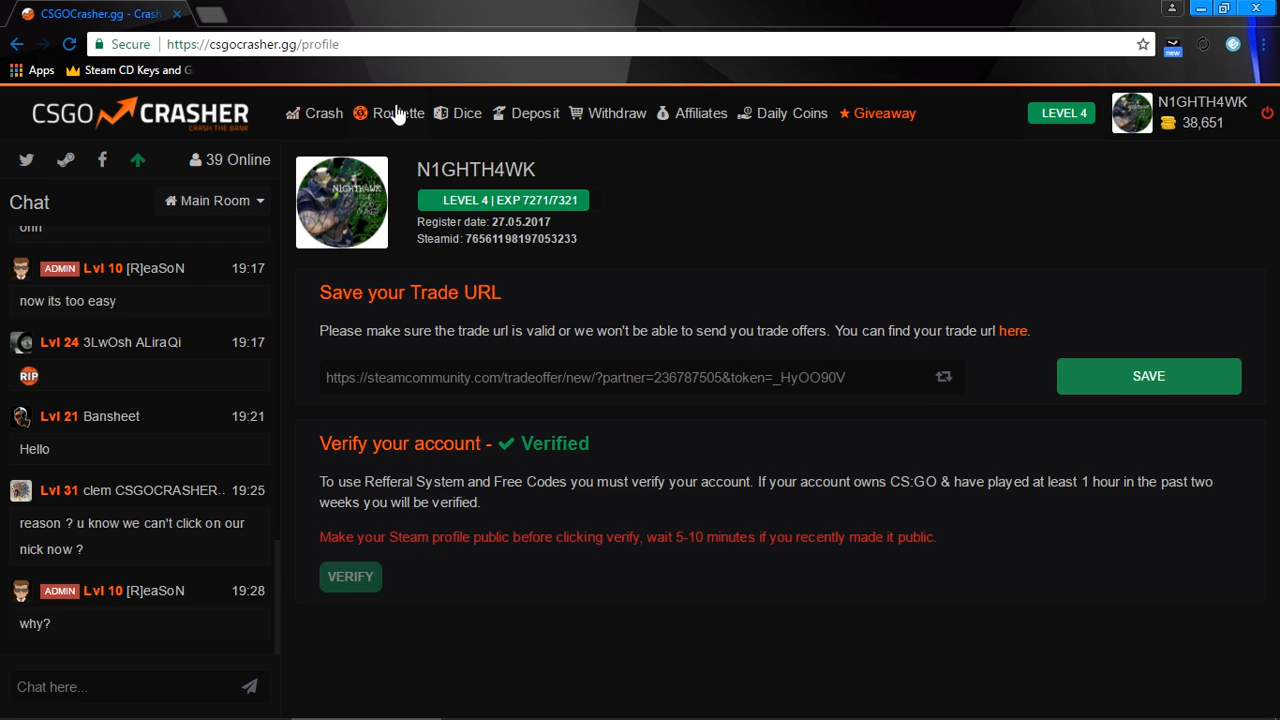 CSGOCrasher.gg - Crash
Secure https://csgocrasher.gg/profile
new
Apps Steam CD Keys and G
CSGO CRASHER
CRASH THE BANK
Crash Roulette Dice Deposit Withdraw Affiliates Daily Coins Giveaway
LEVEL 4
N1GHTH4WK
38,651
39 Online
Chat
Main Room
ohh
ADMIN Lvl 10 [R]eaSoN 19:17
now its too easy
Lvl 24 3LwOsh ALiraQi 19:17
RIP
Lvl 21 Bansheet 19:21
Hello
Lvl 31 clem CSGOCRASHER.. 19:25
reason ? u know we can't click on our
nick now ?
ADMIN Lvl 10 [R]eaSoN 19:28
why?
Chat here...
N1GHTH4WK
N1GHTH4WK
LEVEL 4 | EXP 7271/7321
Register date: 27.05.2017
Steamid: 76561198197053233
Save your Trade URL
Please make sure the trade url is valid or we won't be able to send you trade offers. You can find your trade url here.
https://steamcommunity.com/tradeoffer/new/?partner=236787505&token=_HyOO90V
SAVE
Verify your account - Verified
To use Refferal System and Free Codes you must verify your account. If your account owns CS:GO & have played at least 1 hour in the past two
weeks you will be verified.
Make your Steam profile public before clicking verify, wait 5-10 minutes if you recently made it public.
VERIFY